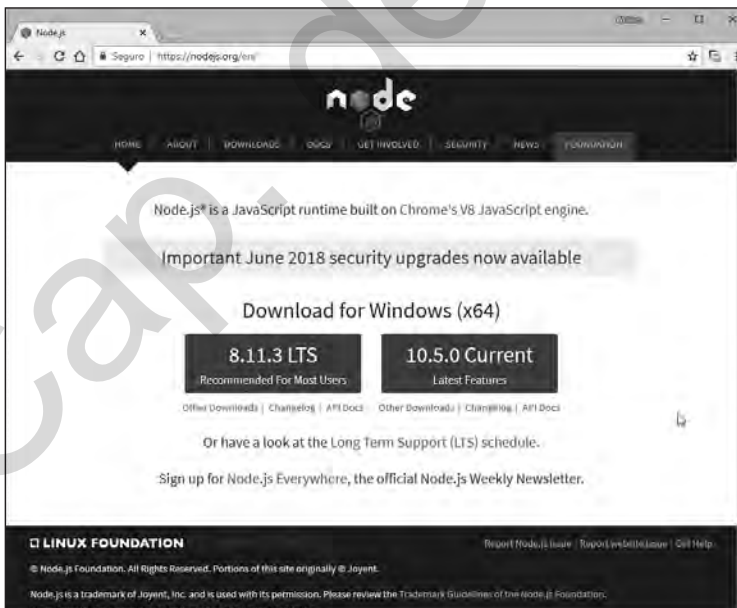 Node.js
Seguro | https://nodejs.org/en/
node
JS
HOME | ABOUT | DOWNLOADS | DOCS | GET INVOLVED | SECURITY | NEWS | FOUNDATION
Node.js® is a JavaScript runtime built on Chrome's V8 JavaScript engine.
Important June 2018 security upgrades now available
Download for Windows (x64)
8.11.3 LTS
Recommended For Most Users
10.5.0 Current
Latest Features
Other Downloads | Changelog | API Docs
Other Downloads | Changelog | API Docs
Or have a look at the Long Term Support (LTS) schedule.
Sign up for Node.js Everywhere, the official Node.js Weekly Newsletter.
LINUX FOUNDATION
Report Node.js issue | Report website issue | Get Help
© Node.js Foundation. All Rights Reserved. Portions of this site originally © Joyent.
Node.js is a trademark of Joyent, Inc. and is used with its permission. Please review the Trademark Guidelines of the Node.js Foundation.
Cap. de